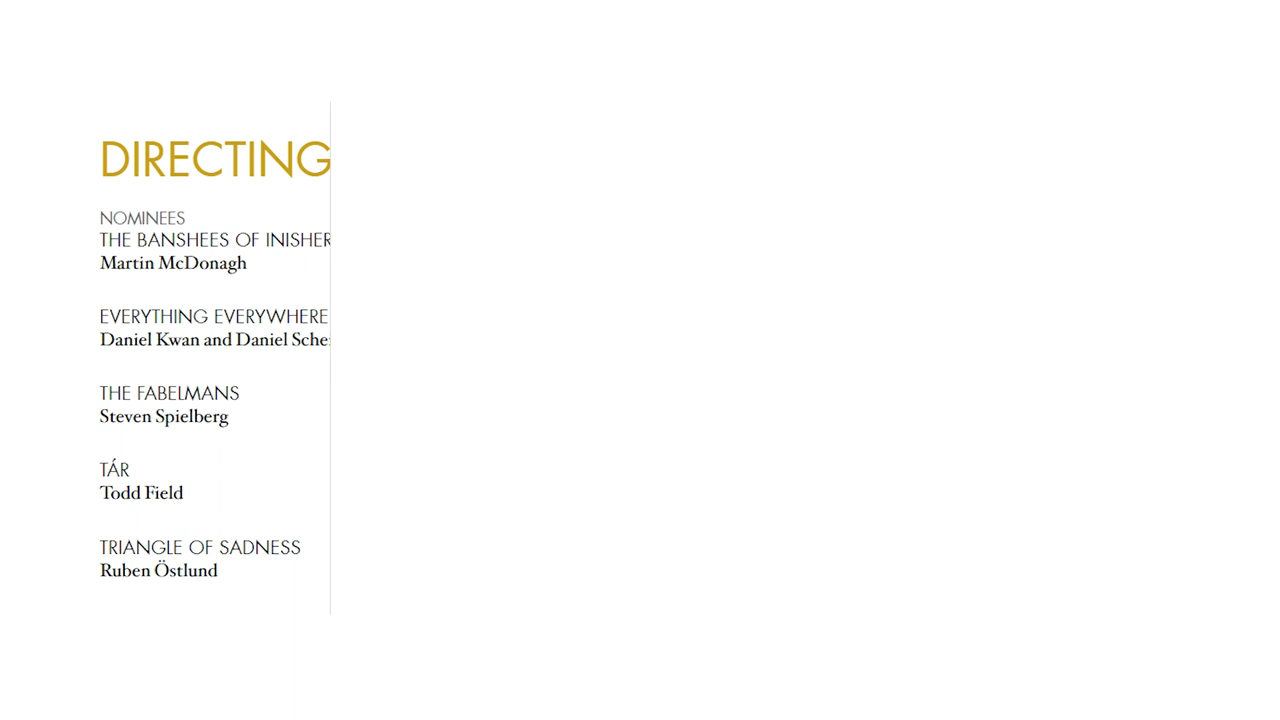 DIRECTING
NOMINEES
THE BANSHEES OF INISHER
Martin McDonagh
EVERYTHING EVERYWHERE
Daniel Kwan and Daniel Sche
THE FABELMANS
Steven Spielberg
TÁR
Todd Field
TRIANGLE OF SADNESS
Ruben Östlund